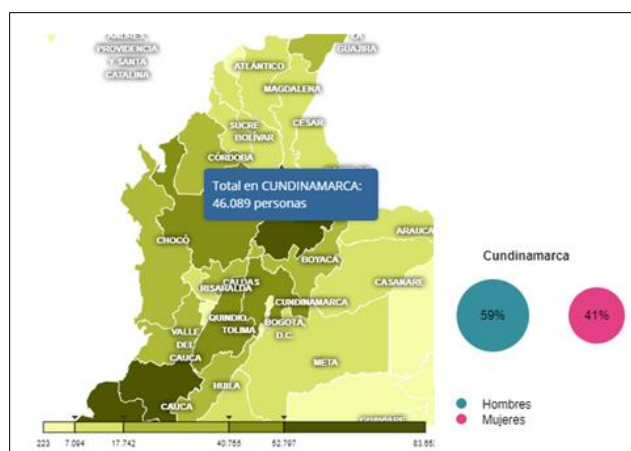 ANDRES
PROVIDENCIA
Y SANTA
CATALINA
LA
GUAJIRA
ATLÁNTICO
MAGDALENA
CESAR
SUCRE
BOLÍVAR
CÓRDOBA
Total en CUNDINAMARCA:
46.089 personas
CHOCÓ
ARAUCA
BOYACÁ
CALDAS
CASANARE
RISARALDA
CUNDINAMARCA
QUINDIO
TOLIMA
BOGOTÁ
D.C.
VALLE
DEL
CAUCA
META
HUILA
CAUCA
GUAVIARE
223 7.094 17.742 40.755 52.797
Cundinamarca
59% 41%
Hombres
Mujeres